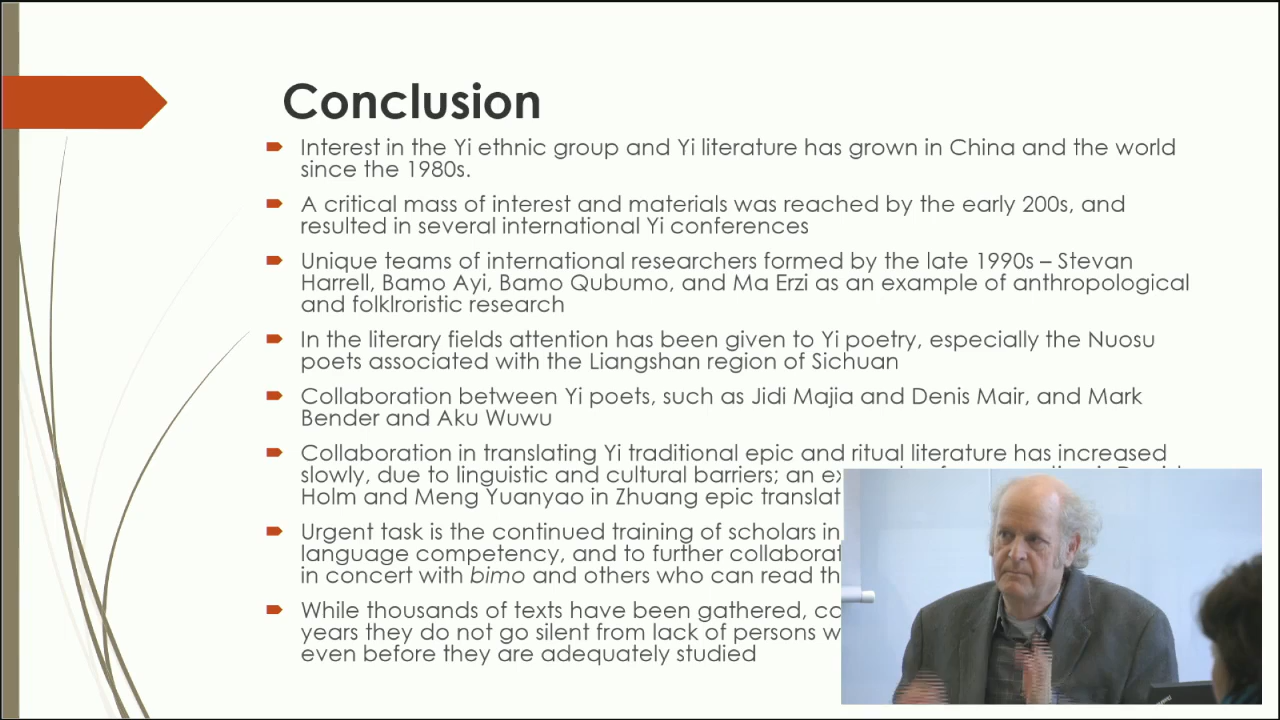 Conclusion
Interest in the Yi ethnic group and Yi literature has grown in China and the world
since the 1980s.
A critical mass of interest and materials was reached by the early 200s, and
resulted in several international Yi conferences
Unique teams of international researchers formed by the late 1990s – Stevan
Harrell, Bamo Ayi, Bamo Qubumo, and Ma Erzi as an example of anthropological
and folklroristic research
In the literary fields attention has been given to Yi poetry, especially the Nuosu
poets associated with the Liangshan region of Sichuan
Collaboration between Yi poets, such as Jidi Majia and Denis Mair, and Mark
Bender and Aku Wuwu
Collaboration in translating Yi traditional epic and ritual literature has increased
slowly, due to linguistic and cultural barriers; an
Holm and Meng Yuanyao in Zhuang epic
Urgent task is the continued training of scholars in
language competency, and to further
in concert with bimo and others who can read
While thousands of texts have been gathered,
years they do not go silent from lack of persons
even before they are adequately studied